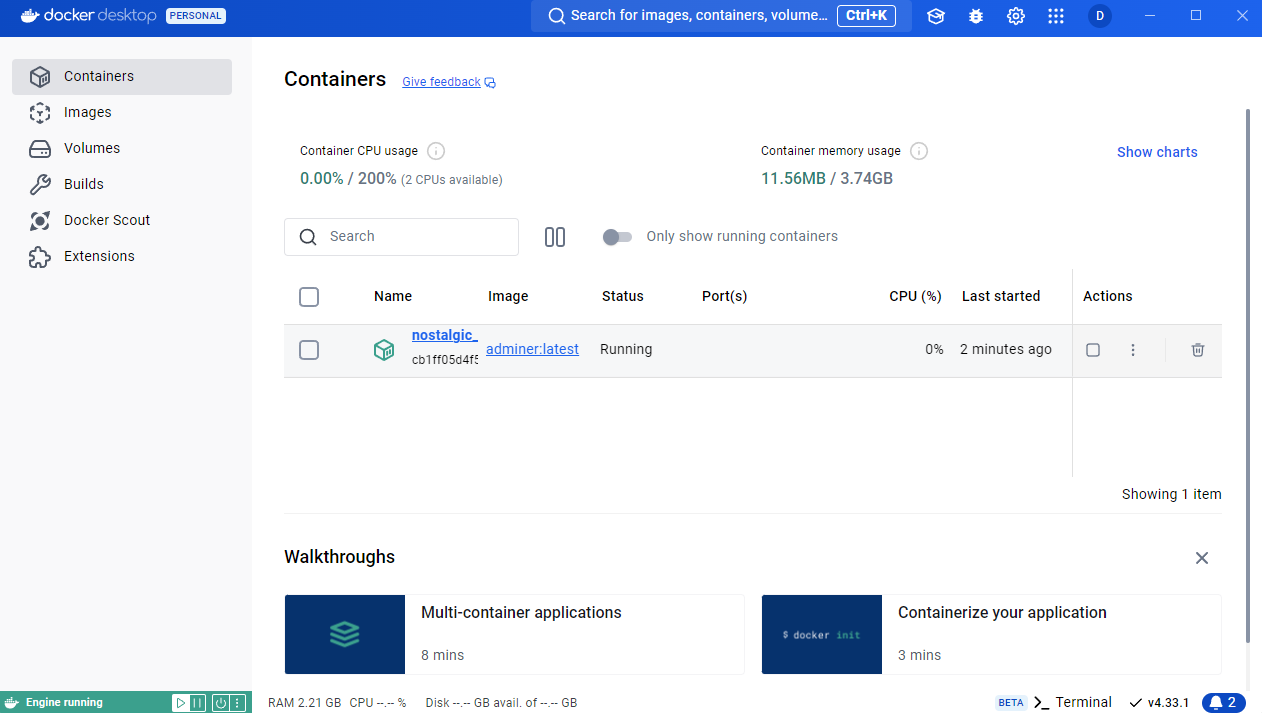 docker desktop PERSONAL
Search for images, containers, volume... Ctrl+K
D
Containers
Images
Volumes
Builds
Docker Scout
Extensions
Containers Give feedback
Container CPU usage
0.00% / 200% (2 CPUs available)
Container memory usage
11.56MB / 3.74GB
Show charts
Search
Only show running containers
Name Image Status Port(s) CPU (%) Last started Actions
nostalgic_
cb1ff05d4f5
adminer:latest Running 0% 2 minutes ago
Showing 1 item
Walkthroughs
Multi-container applications
8 mins
$ docker init
Containerize your application
3 mins
Engine running
RAM 2.21 GB CPU --.-- % Disk --.-- GB avail. of --.-- GB
BETA >_ Terminal v4.33.1 2